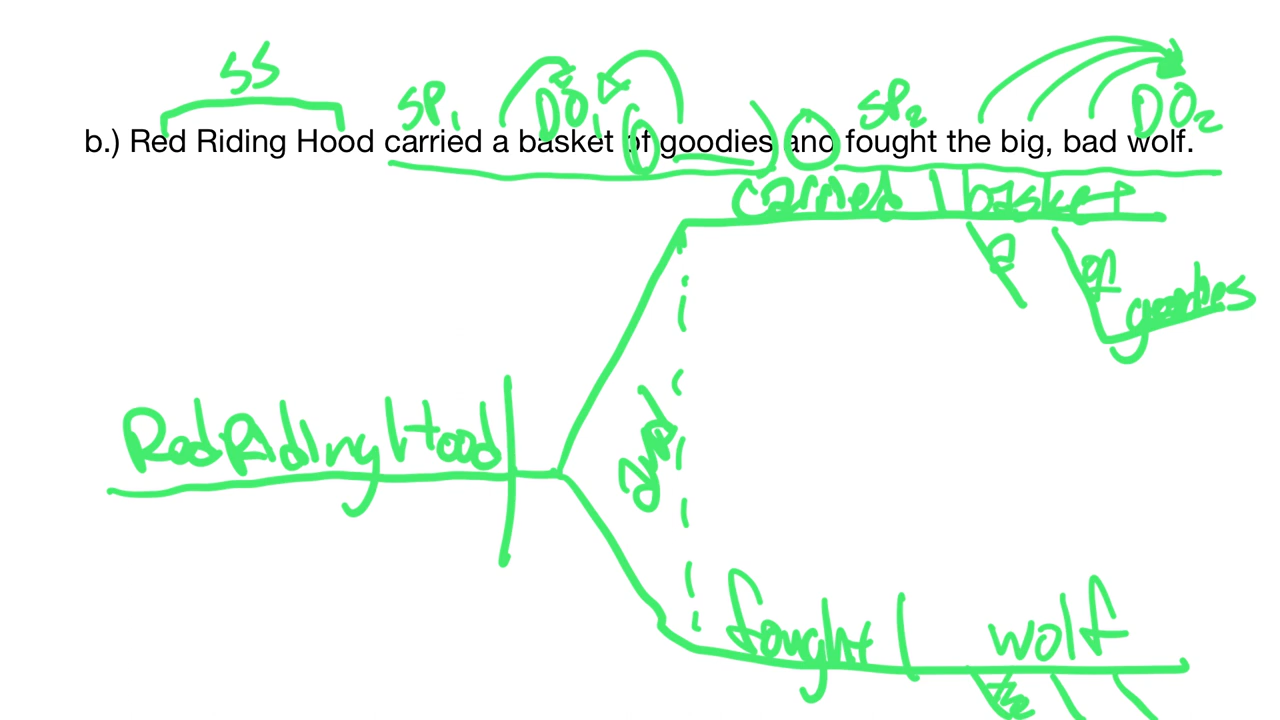 SS
SP1 DO1 SP2 DO2
b.) Red Riding Hood carried a basket of goodies and fought the big, bad wolf.
carried basket
a of
goodies
and
Red Riding Hood
fought wolf
the